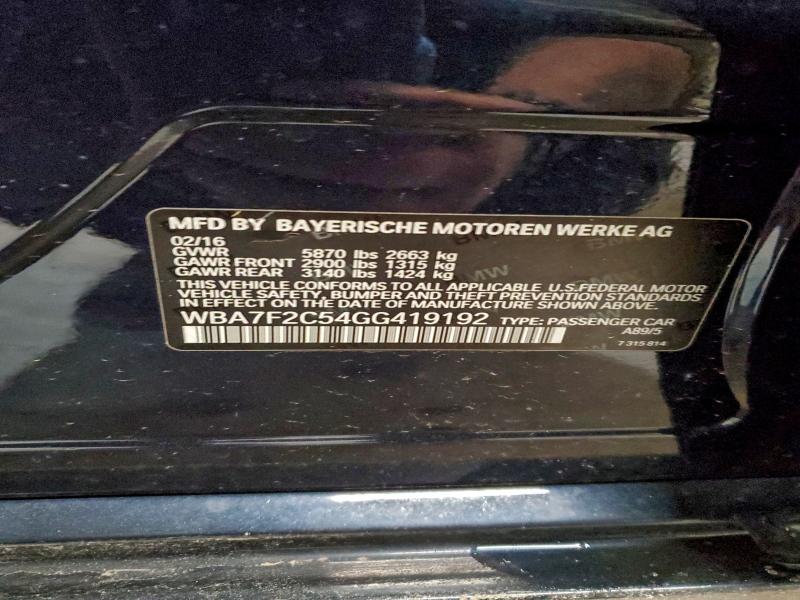 MFD BY BAYERISCHE MOTOREN WERKE AG
02/16
GVWR 5870 lbs 2663 kg
GAWR FRONT 2900 lbs 1315 kg
GAWR REAR 3140 lbs 1424 kg
THIS VEHICLE CONFORMS TO ALL APPLICABLE U.S.FEDERAL MOTOR
VEHICLE SAFETY, BUMPER AND THEFT PREVENTION STANDARDS
IN EFFECT ON THE DATE OF MANUFACTURE SHOWN ABOVE.
WBA7F2C54GG419192 TYPE: PASSENGER CAR
A89/5
7 315 814